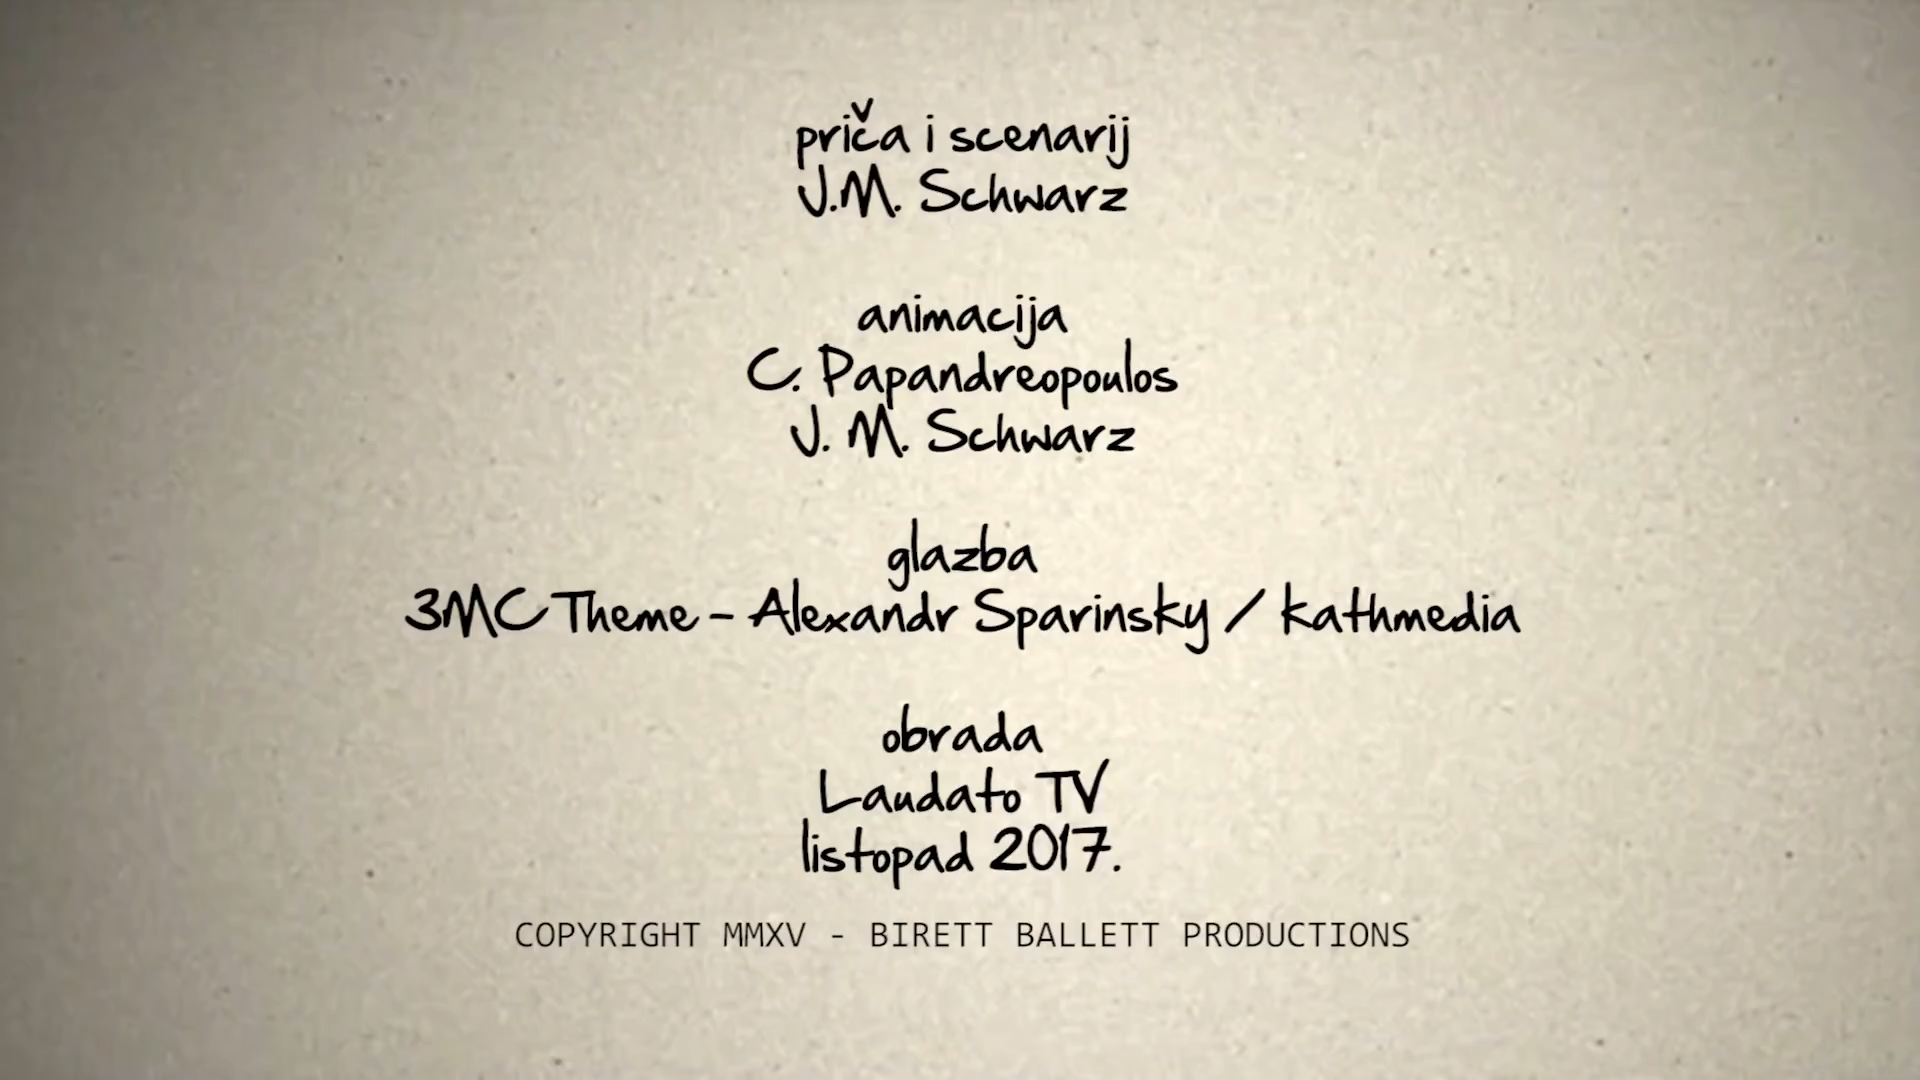 priča i scenarij
J.M. Schwarz
animacija
C. Papandreopoulos
J. M. Schwarz
glazba
3MC Theme - Alexandr Sparinsky / kathmedia
obrada
Laudato TV
listopad 2017.
COPYRIGHT MMXV - BIRETT BALLETT PRODUCTIONS